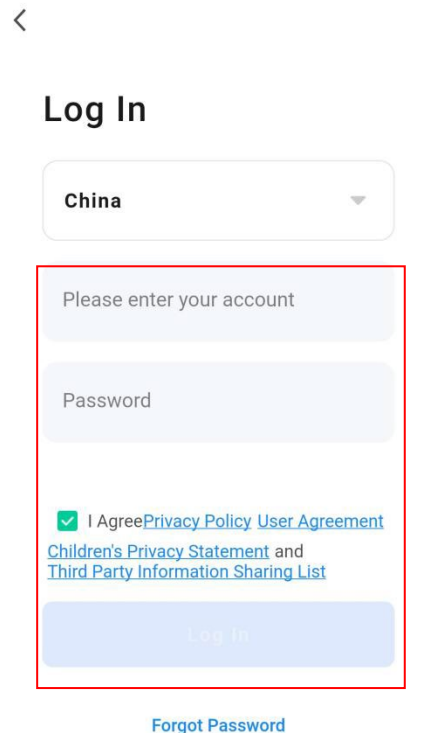 Log In
China
Please enter your account
Password
I AgreePrivacy Policy User Agreement
Children's Privacy Statement and
Third Party Information Sharing List
Log In
Forgot Password